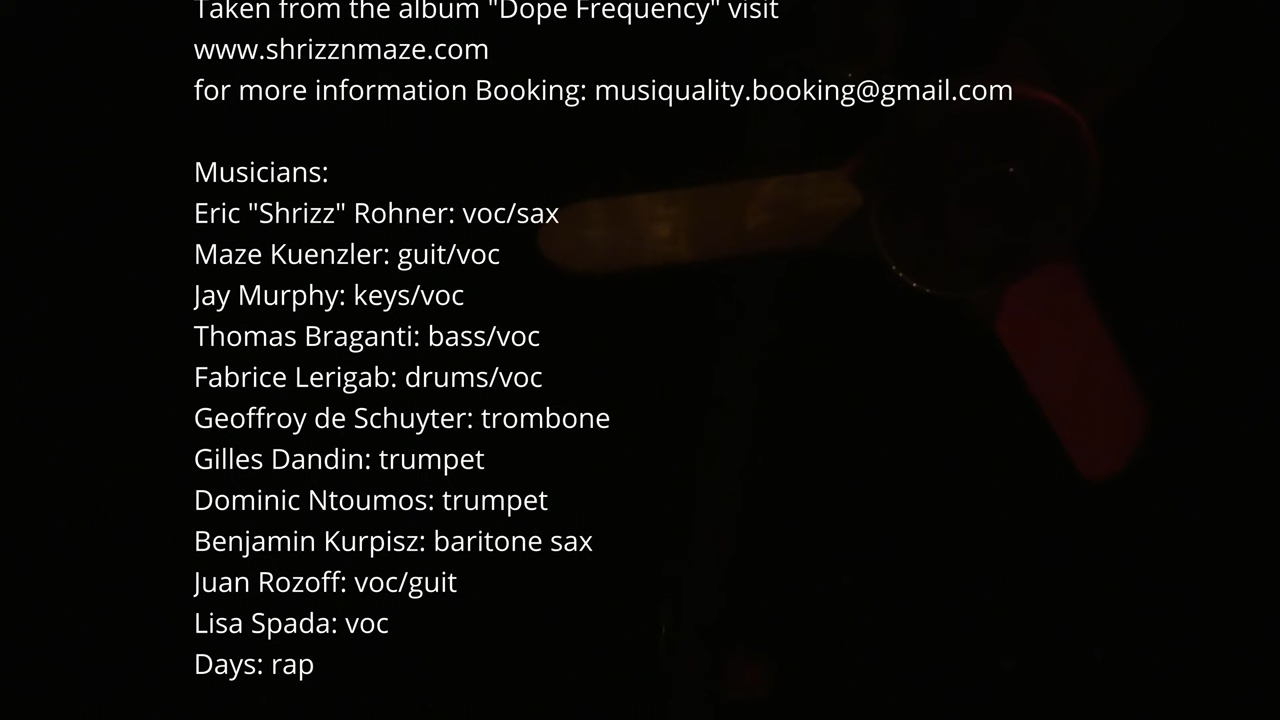 Taken from the album "Dope Frequency" visit
www.shrizznmaze.com
for more information Booking: musiquality.booking@gmail.com
Musicians:
Eric "Shrizz" Rohner: voc/sax
Maze Kuenzler: guit/voc
Jay Murphy: keys/voc
Thomas Braganti: bass/voc
Fabrice Lerigab: drums/voc
Geoffroy de Schuyter: trombone
Gilles Dandin: trumpet
Dominic Ntoumos: trumpet
Benjamin Kurpisz: baritone sax
Juan Rozoff: voc/guit
Lisa Spada: voc
Days: rap